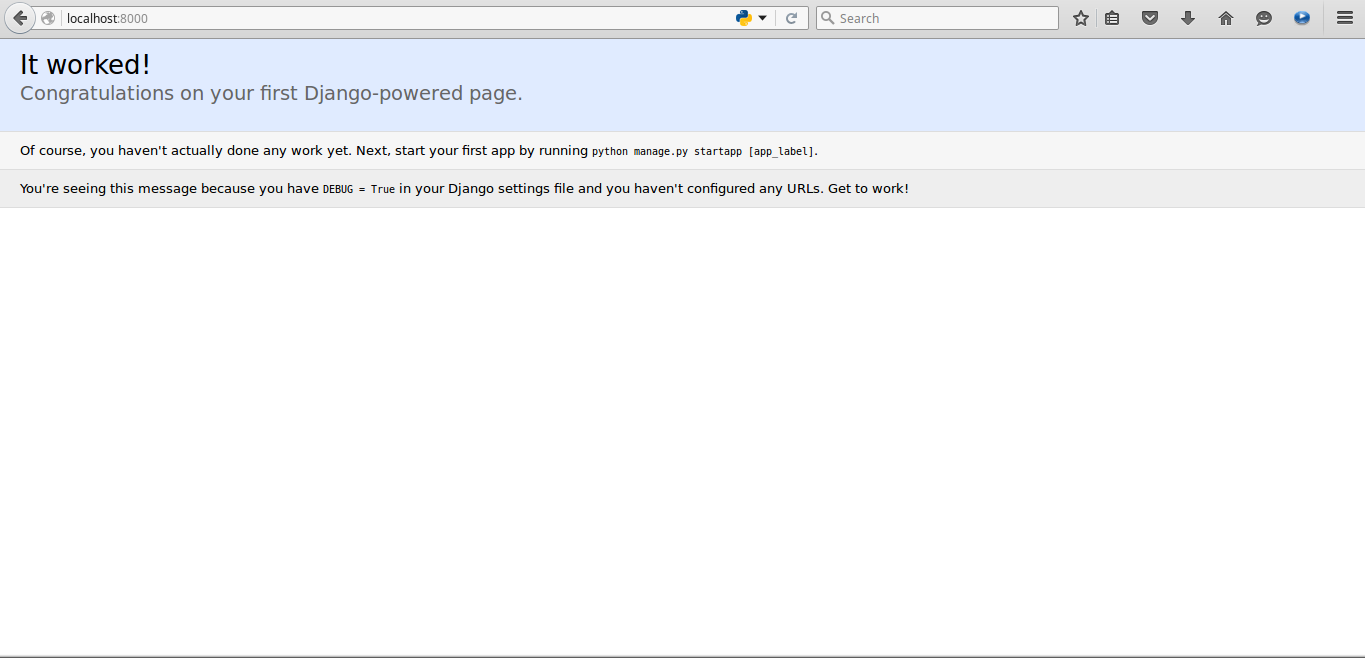 localhost:8000
Search
It worked!
Congratulations on your first Django-powered page.
Of course, you haven't actually done any work yet. Next, start your first app by running python manage.py startapp [app_label].
You're seeing this message because you have DEBUG = True in your Django settings file and you haven't configured any URLs. Get to work!